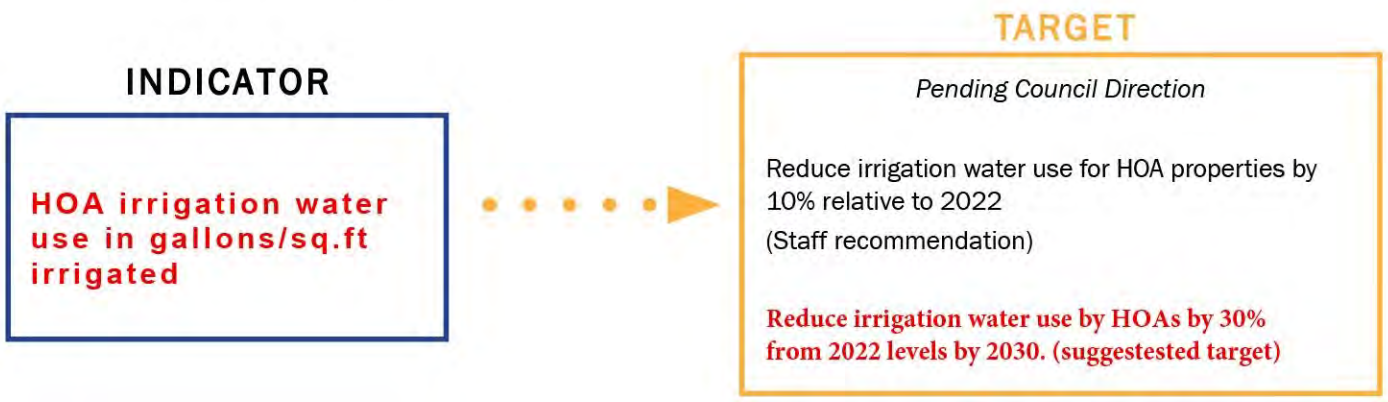 INDICATOR
HOA irrigation water
use in gallons/sq.ft
irrigated
TARGET
Pending Council Direction
Reduce irrigation water use for HOA properties by
10% relative to 2022
(Staff recommendation)
Reduce irrigation water use by HOAs by 30%
from 2022 levels by 2030. (suggestested target)